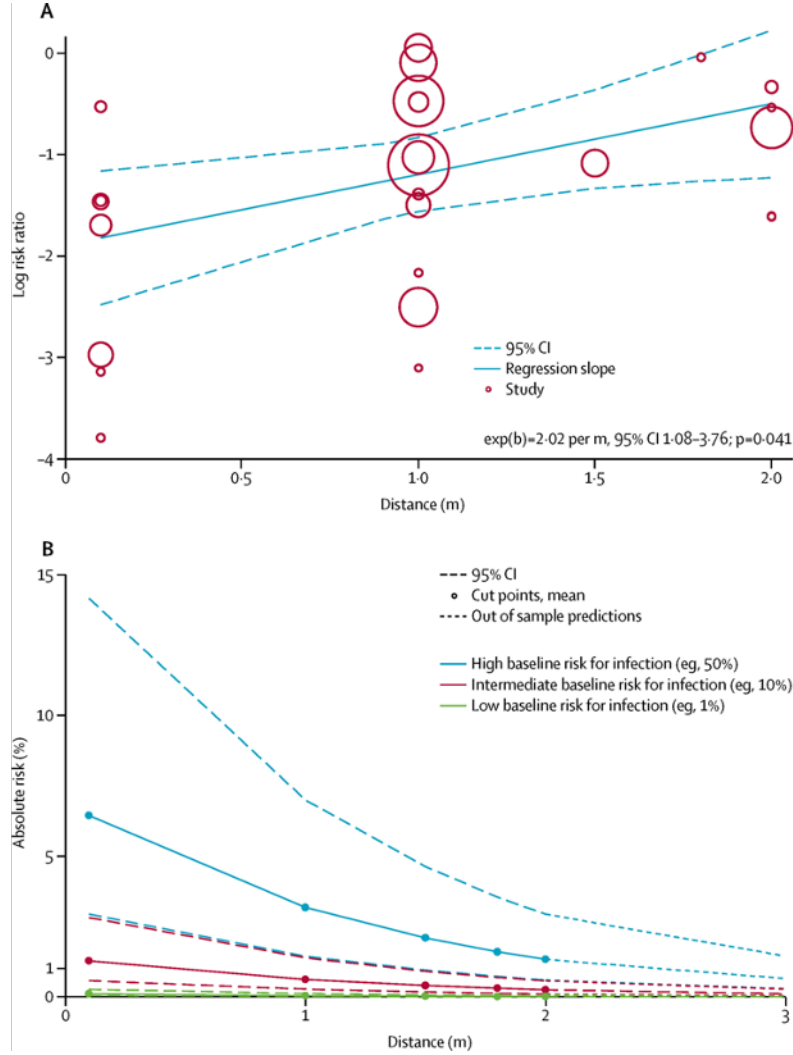 A
0
–1
–2
–3
–4
Log risk ratio
95% CI
Regression slope
Study
exp(b)=2·02 per m, 95% CI 1·08–3·76; p=0·041
0
0·5
1·0
1·5
2·0
Distance (m)
B
15
10
5
1
0
Absolute risk (%)
95% CI
Cut points, mean
Out of sample predictions
High baseline risk for infection (eg, 50%)
Intermediate baseline risk for infection (eg, 10%)
Low baseline risk for infection (eg, 1%)
0
1
2
3
Distance (m)